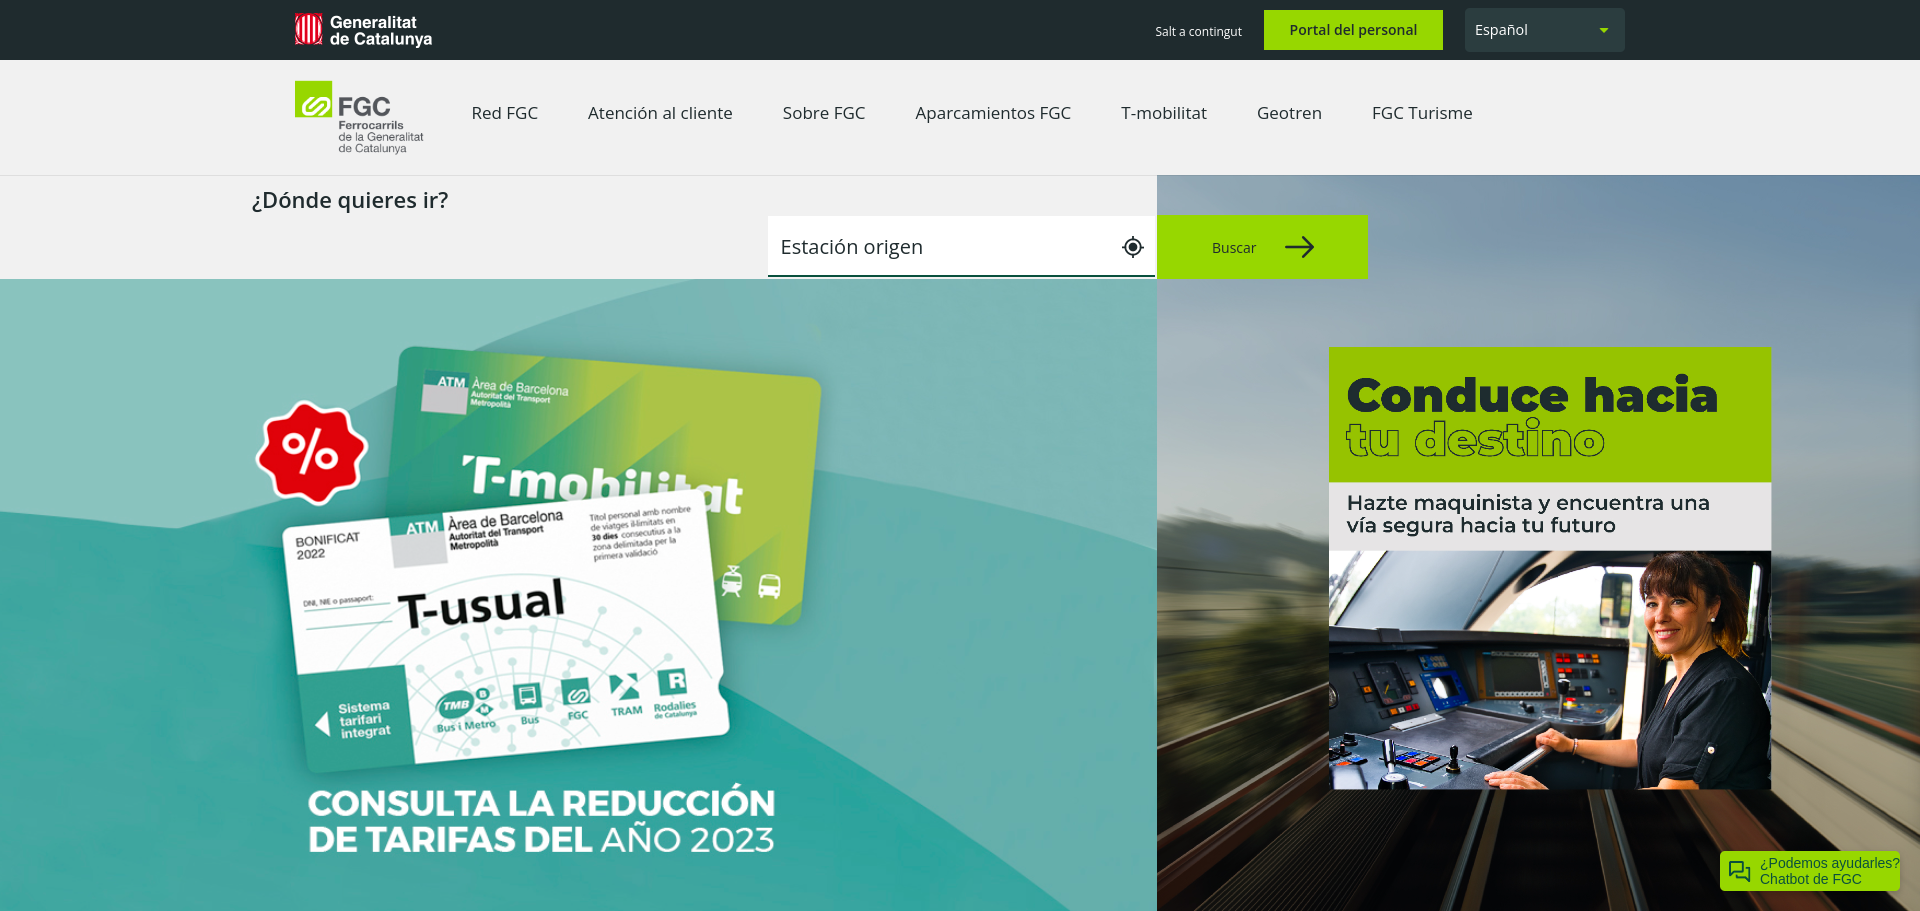 Generalitat
de Catalunya
Salt a contingut
Portal del personal
Español
FGC
Ferrocarrils
de la Generalitat
de Catalunya
Red FGC
Atención al cliente
Sobre FGC
Aparcamientos FGC
T-mobilitat
Geotren
FGC Turisme
¿Dónde quieres ir?
Estación origen
Buscar
ATM Àrea de Barcelona
Autoritat del Transport
Metropolità
%
T-mobilitat
BONIFICAT
2022
ATM Àrea de Barcelona
Autoritat del Transport
Metropolità
Títol personal amb nombre
de viatges il·limitats en
30 dies consecutius a la
zona delimitada per la
primera validació
DNI, NIE o passaport:
T-usual
Sistema
tarifari
integrat
TMB
B
M
Bus i Metro
Bus
FGC
TRAM
R
Rodalies
de Catalunya
CONSULTA LA REDUCCIÓN
DE TARIFAS DEL AÑO 2023
Conduce hacia
tu destino
Hazte maquinista y encuentra una
vía segura hacia tu futuro
¿Podemos ayudarles?
Chatbot de FGC